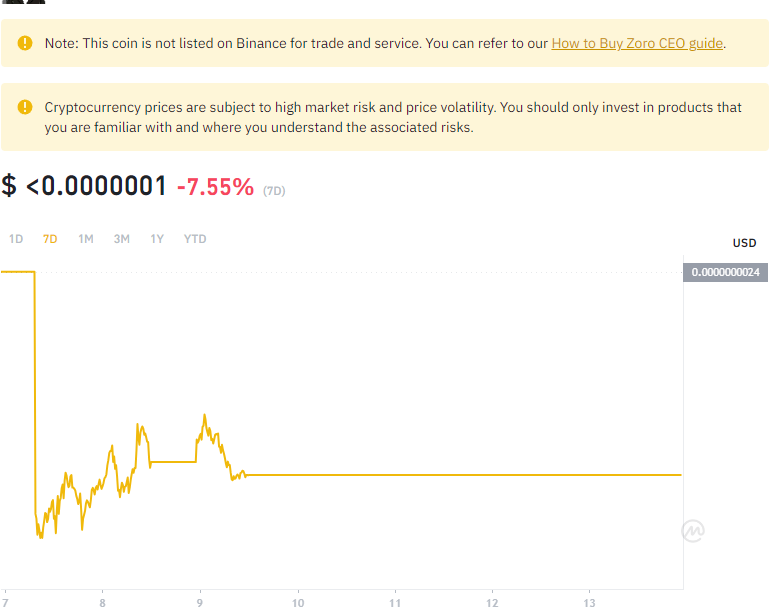 Note: This coin is not listed on Binance for trade and service. You can refer to our How to Buy Zoro CEO guide.
Cryptocurrency prices are subject to high market risk and price volatility. You should only invest in products that
you are familiar with and where you understand the associated risks.
$ <0.0000001 -7.55% (7D)
1D 7D 1M 3M 1Y YTD
USD
0.0000000024
7 8 9 10 11 12 13